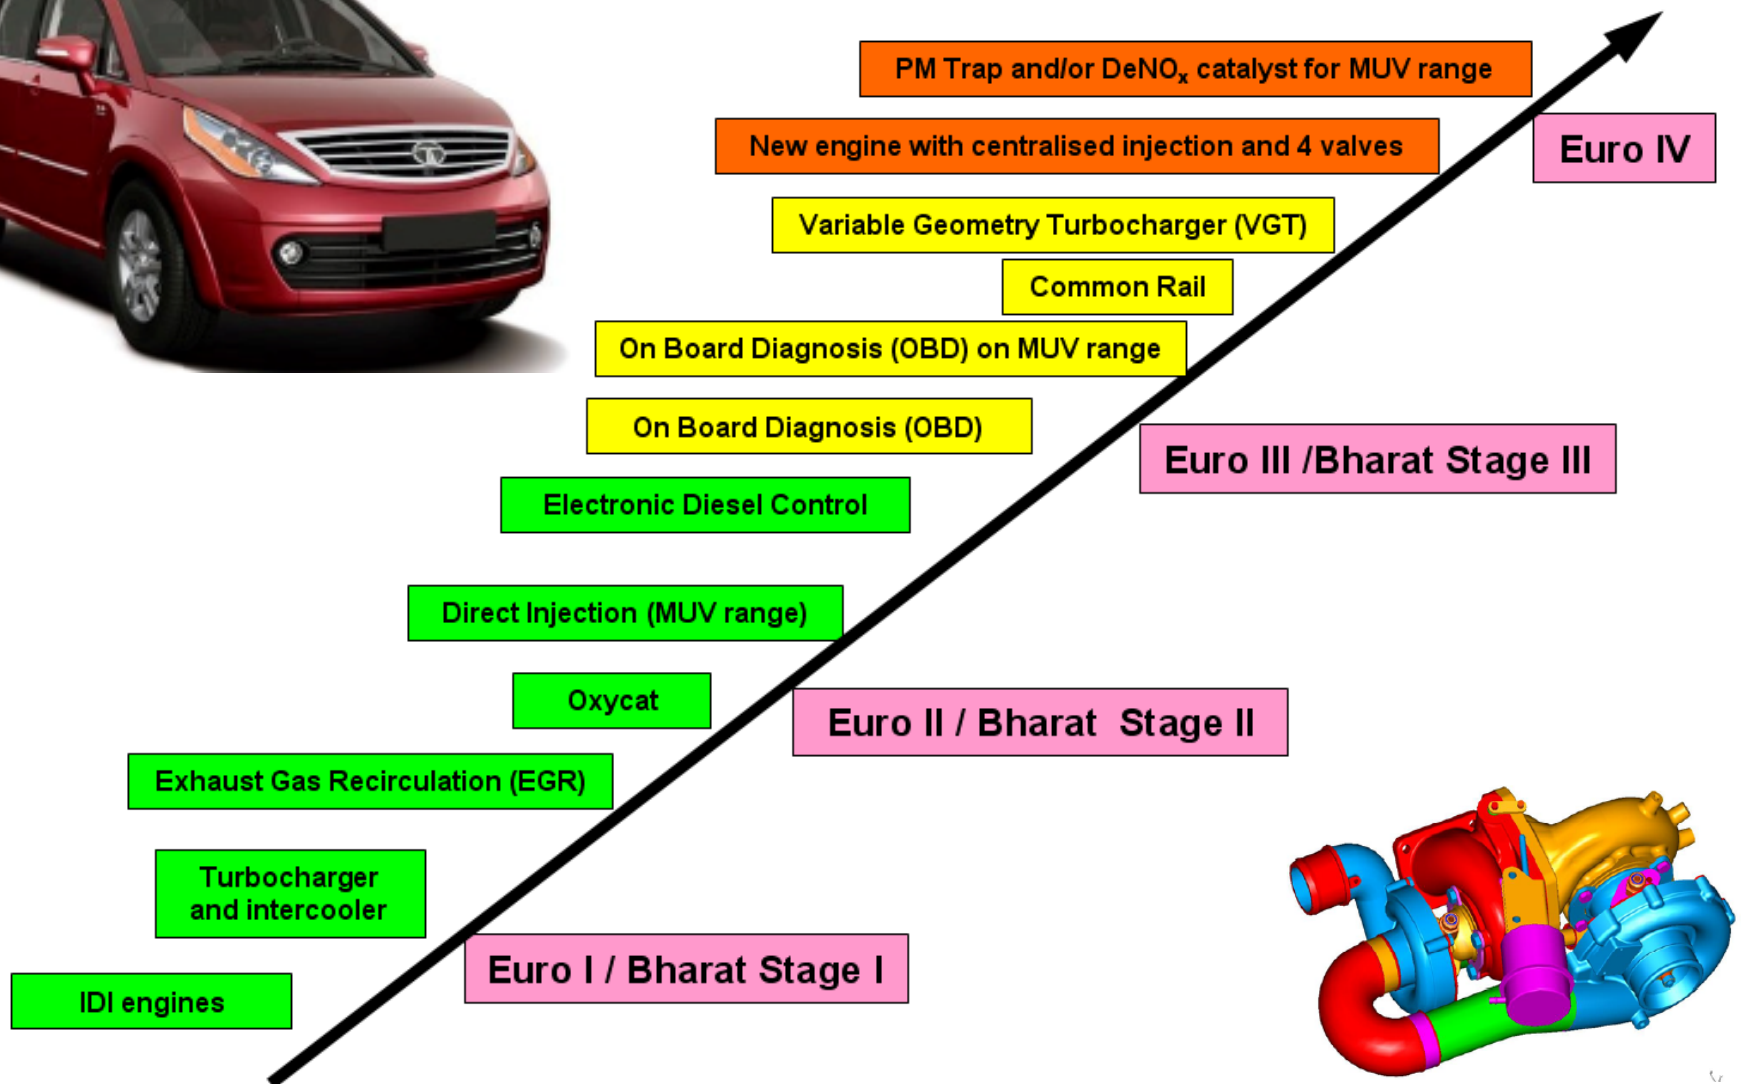 PM Trap and/or DeNOx catalyst for MUV range
New engine with centralised injection and 4 valves
Euro IV
Variable Geometry Turbocharger (VGT)
Common Rail
On Board Diagnosis (OBD) on MUV range
On Board Diagnosis (OBD)
Euro III /Bharat Stage III
Electronic Diesel Control
Direct Injection (MUV range)
Oxycat
Euro II / Bharat  Stage II
Exhaust Gas Recirculation (EGR)
Turbocharger
and intercooler
Euro I / Bharat Stage I
IDI engines